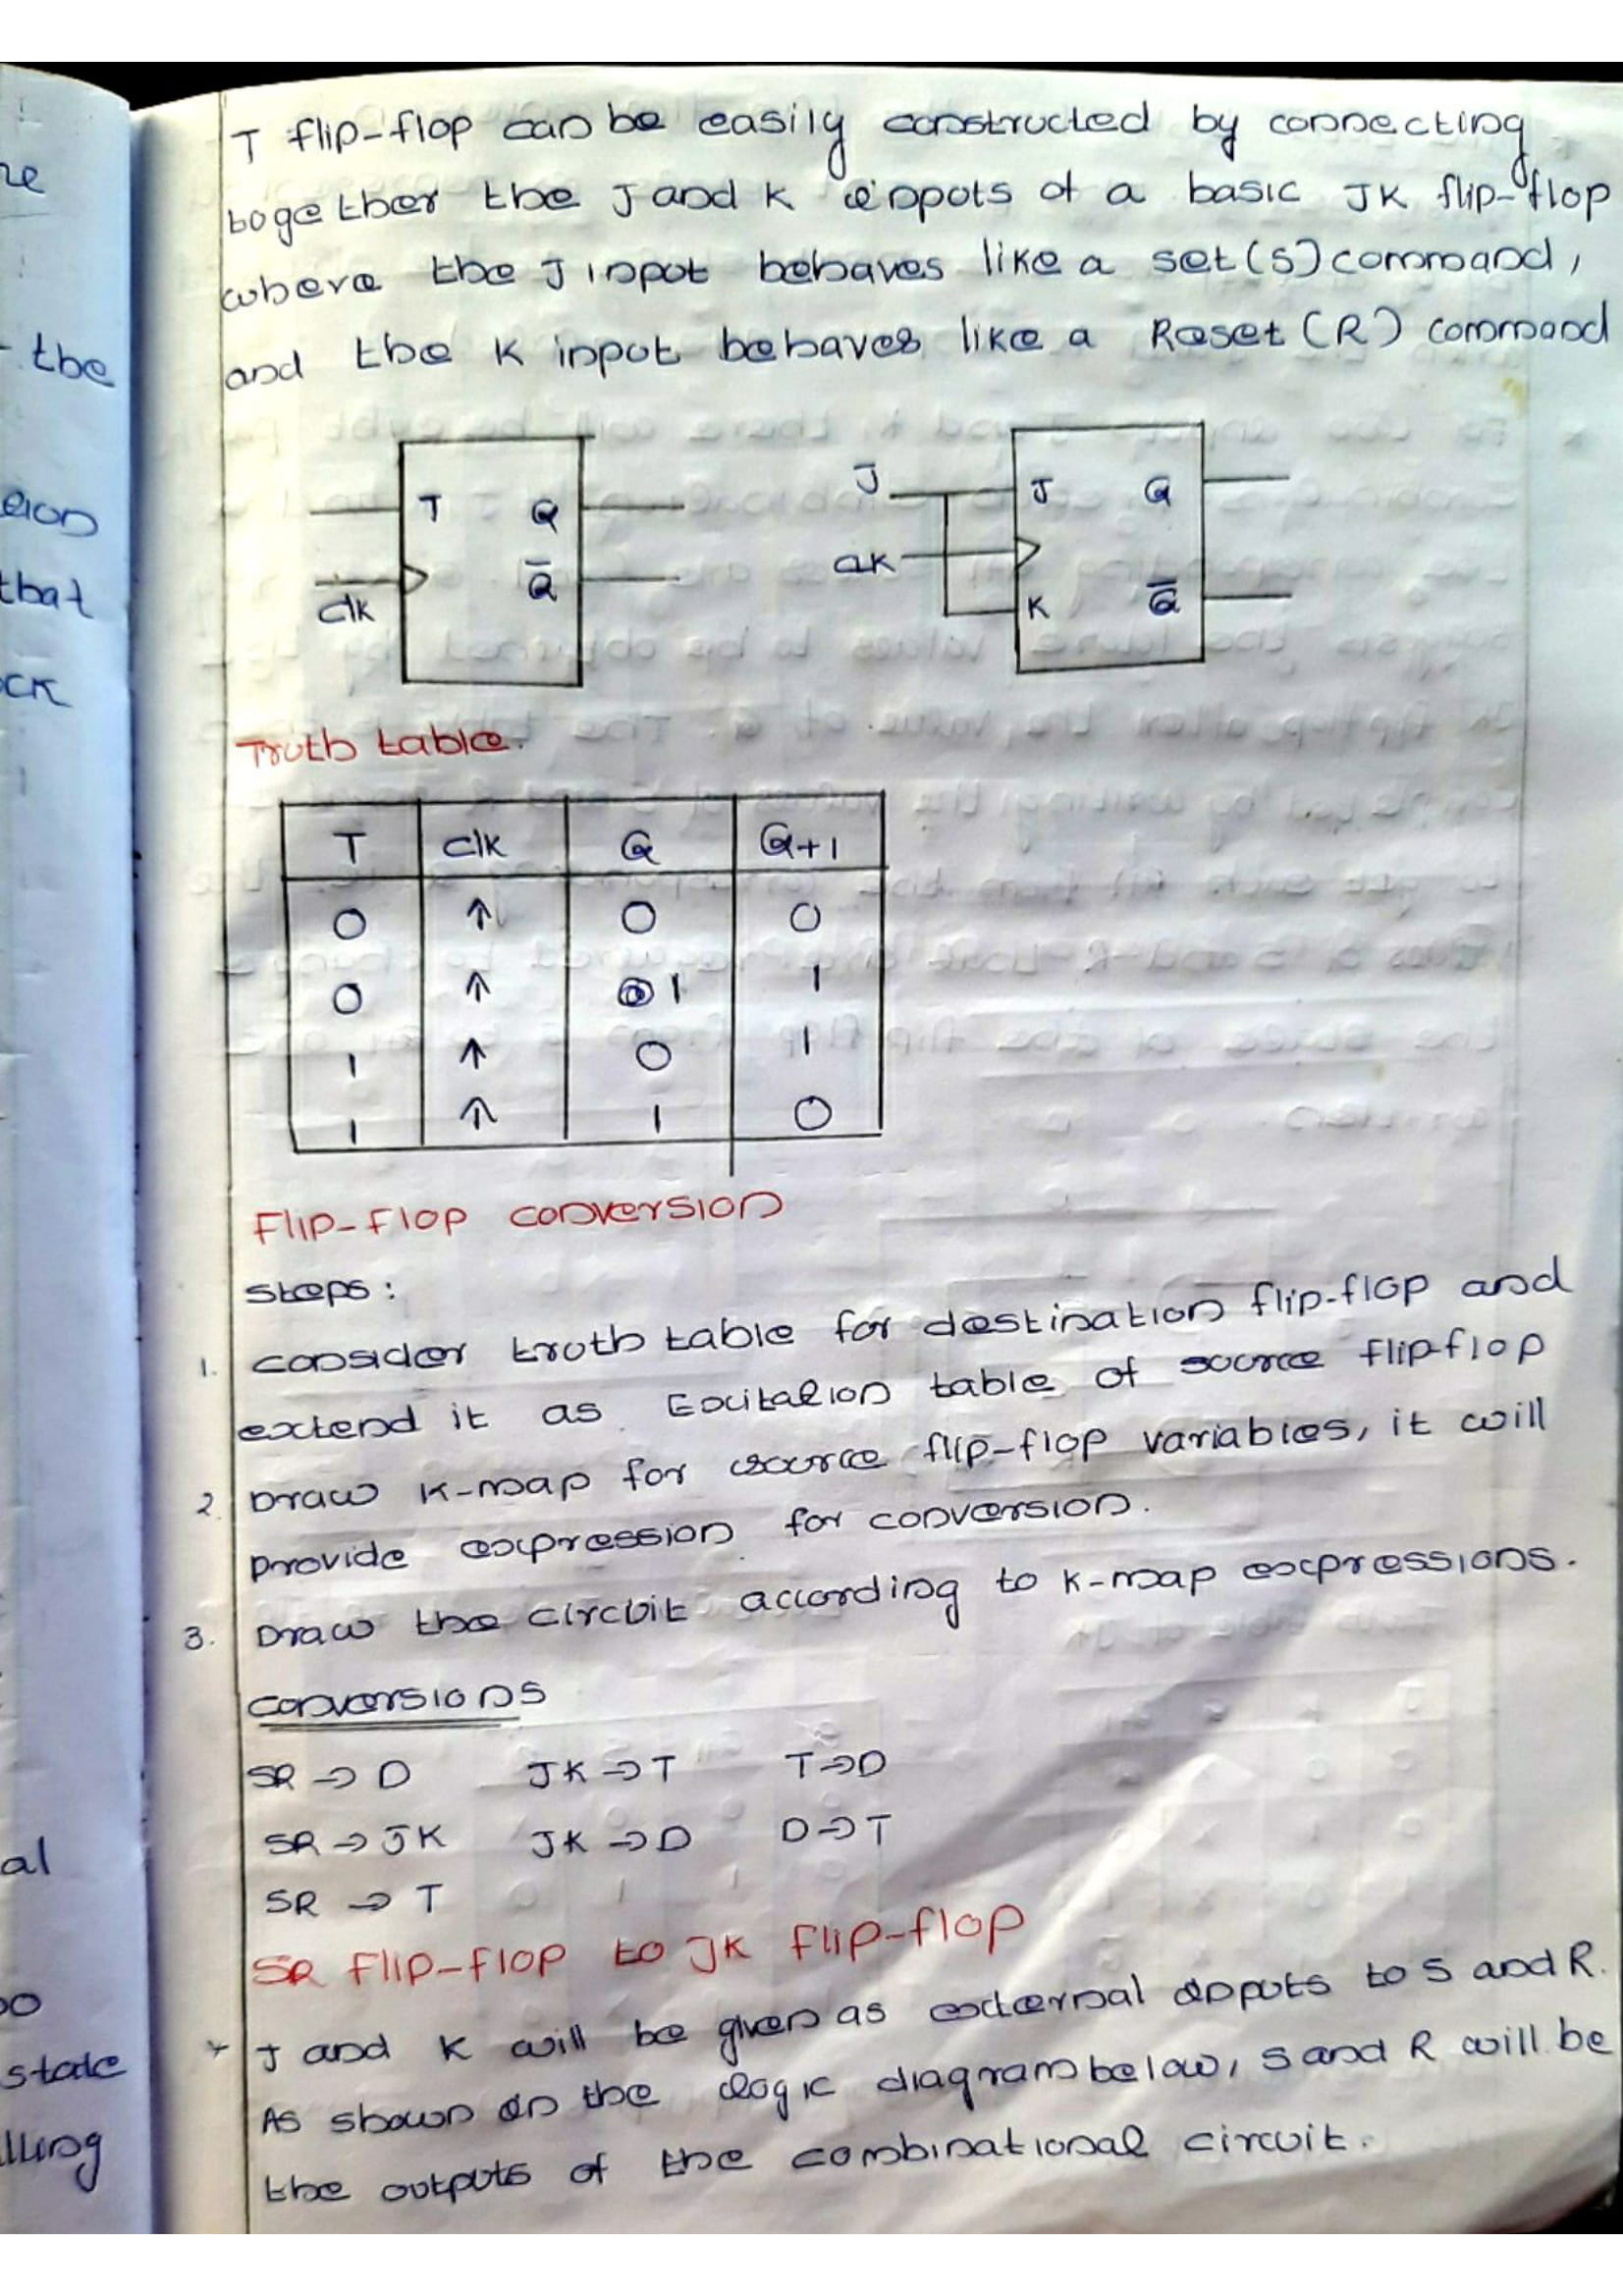 T flip-flop can be easily constructed by connecting
together the J and K inputs of a basic JK flip-flop
where the J input behaves like a set(S) command,
and the K input behaves like a Reset (R) command
T Q
Q̅
clk
J J Q
clk
K Q̅
Truth table.
T clk Q Q+1
0 ↑ 0 0
0 ↑ 1 1
1 ↑ 0 1
1 ↑ 1 0
Flip-Flop conversion
Steps:
1. consider truth table for destination flip-flop and
extend it as Excitation table of source flipflop
2. Draw K-map for source flip-flop variables, it will
provide expression for conversion.
3. Draw the circuit according to K-map expressions.
conversions
SR → D JK → T T → D
SR → JK JK → D D → T
SR → T
SR Flip-flop to JK flip-flop
* J and K will be given as external inputs to S and R.
As shown in the logic diagram below, S and R will be
the outputs of the combinational circuit.
the
that
al
state